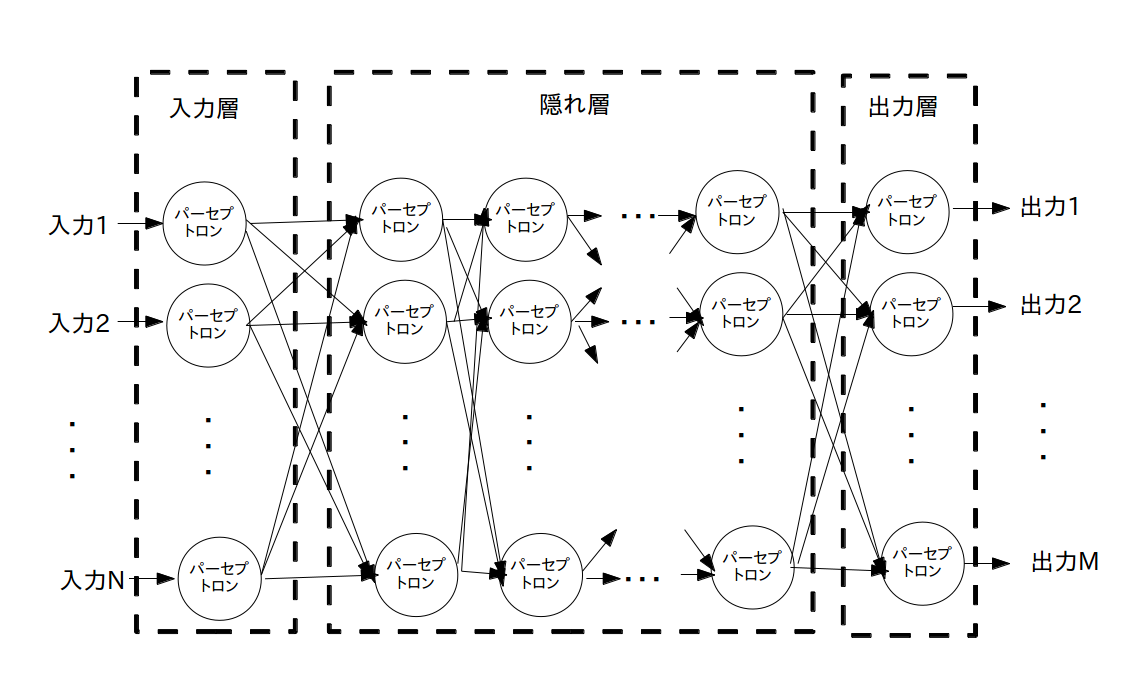 入力層
隠れ層
出力層
入力1
パーセプ
トロン
パーセプ
トロン
パーセプ
トロン
・・・
パーセプ
トロン
パーセプ
トロン
出力1
入力2
パーセプ
トロン
パーセプ
トロン
パーセプ
トロン
・・・
パーセプ
トロン
パーセプ
トロン
出力2
・・・
・・・
・・・
・・・
・・・
・・・
・・・
入力N
パーセプ
トロン
パーセプ
トロン
パーセプ
トロン
・・・
パーセプ
トロン
パーセプ
トロン
出力M